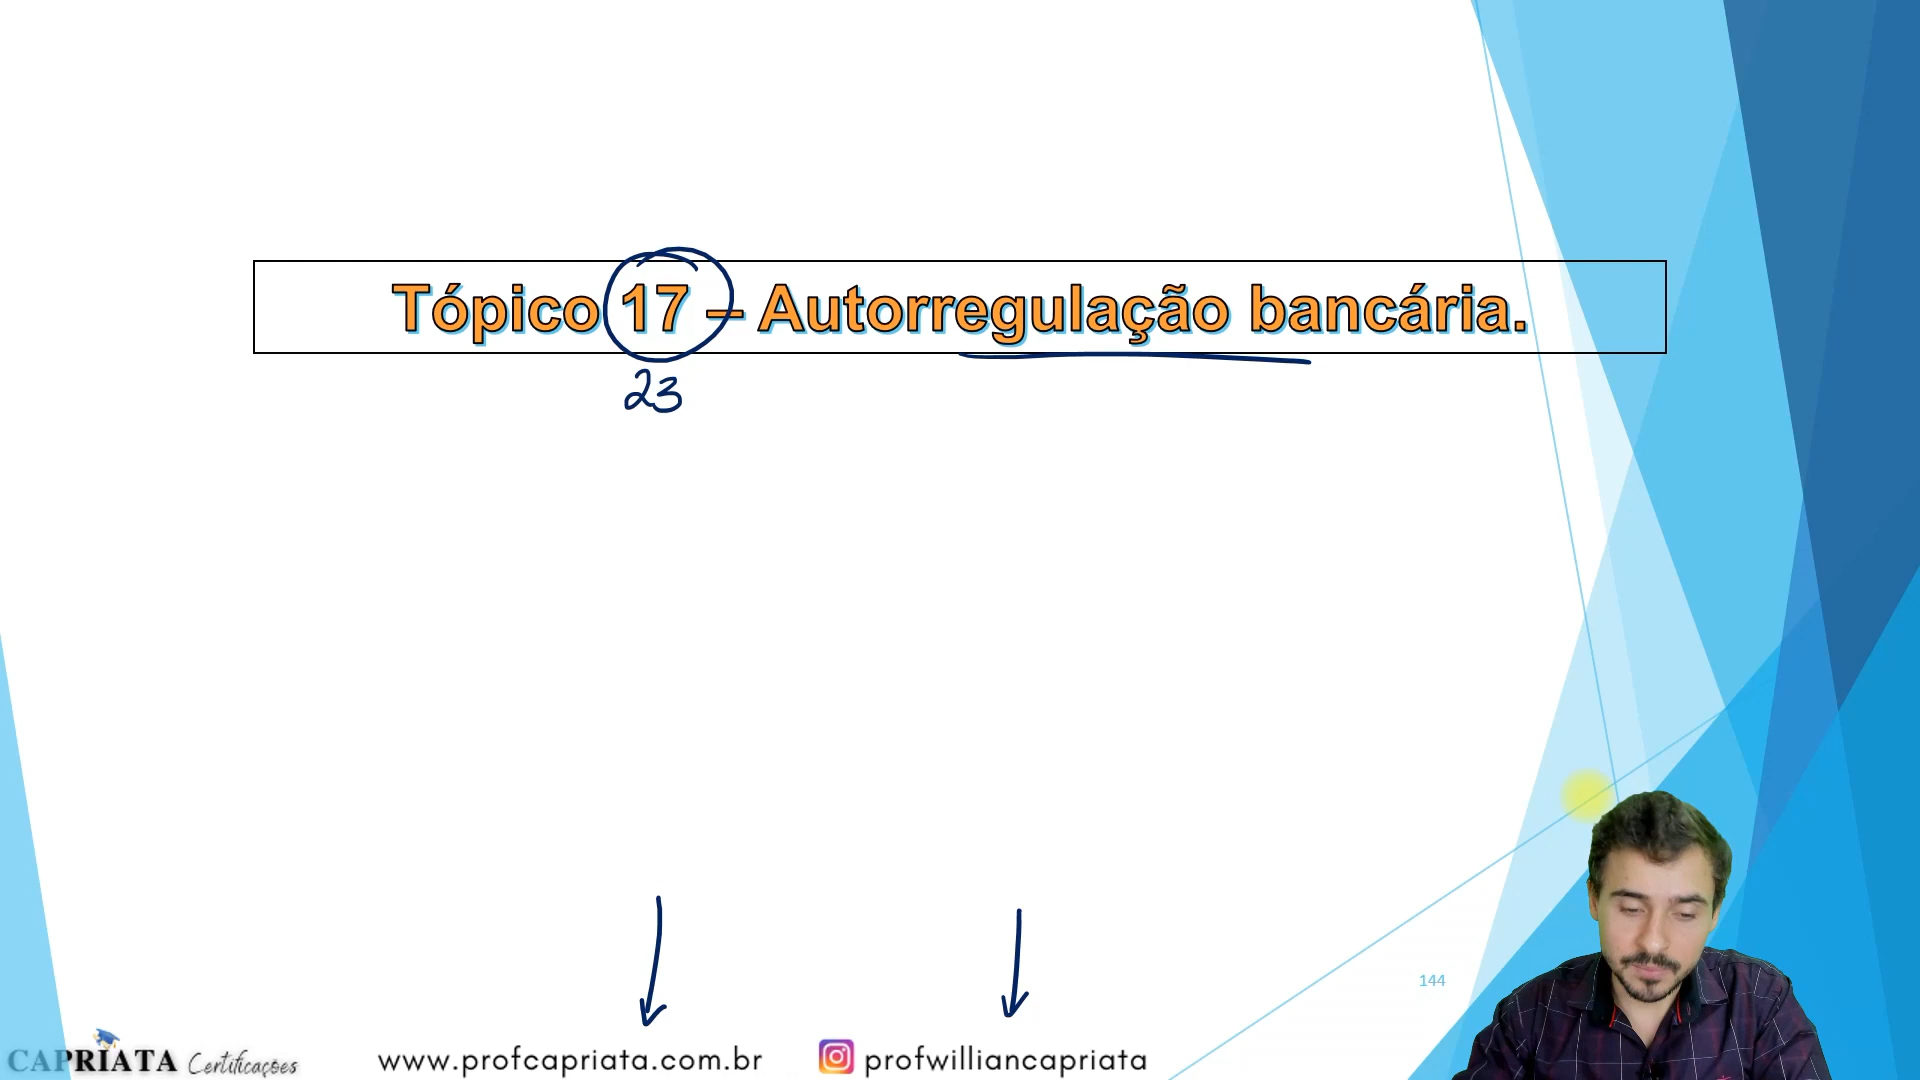 Tópico 17 – Autorregulação bancária.
23
144
CAPRIATA Certificações
www.profcapriata.com.br
profwilliancapriata